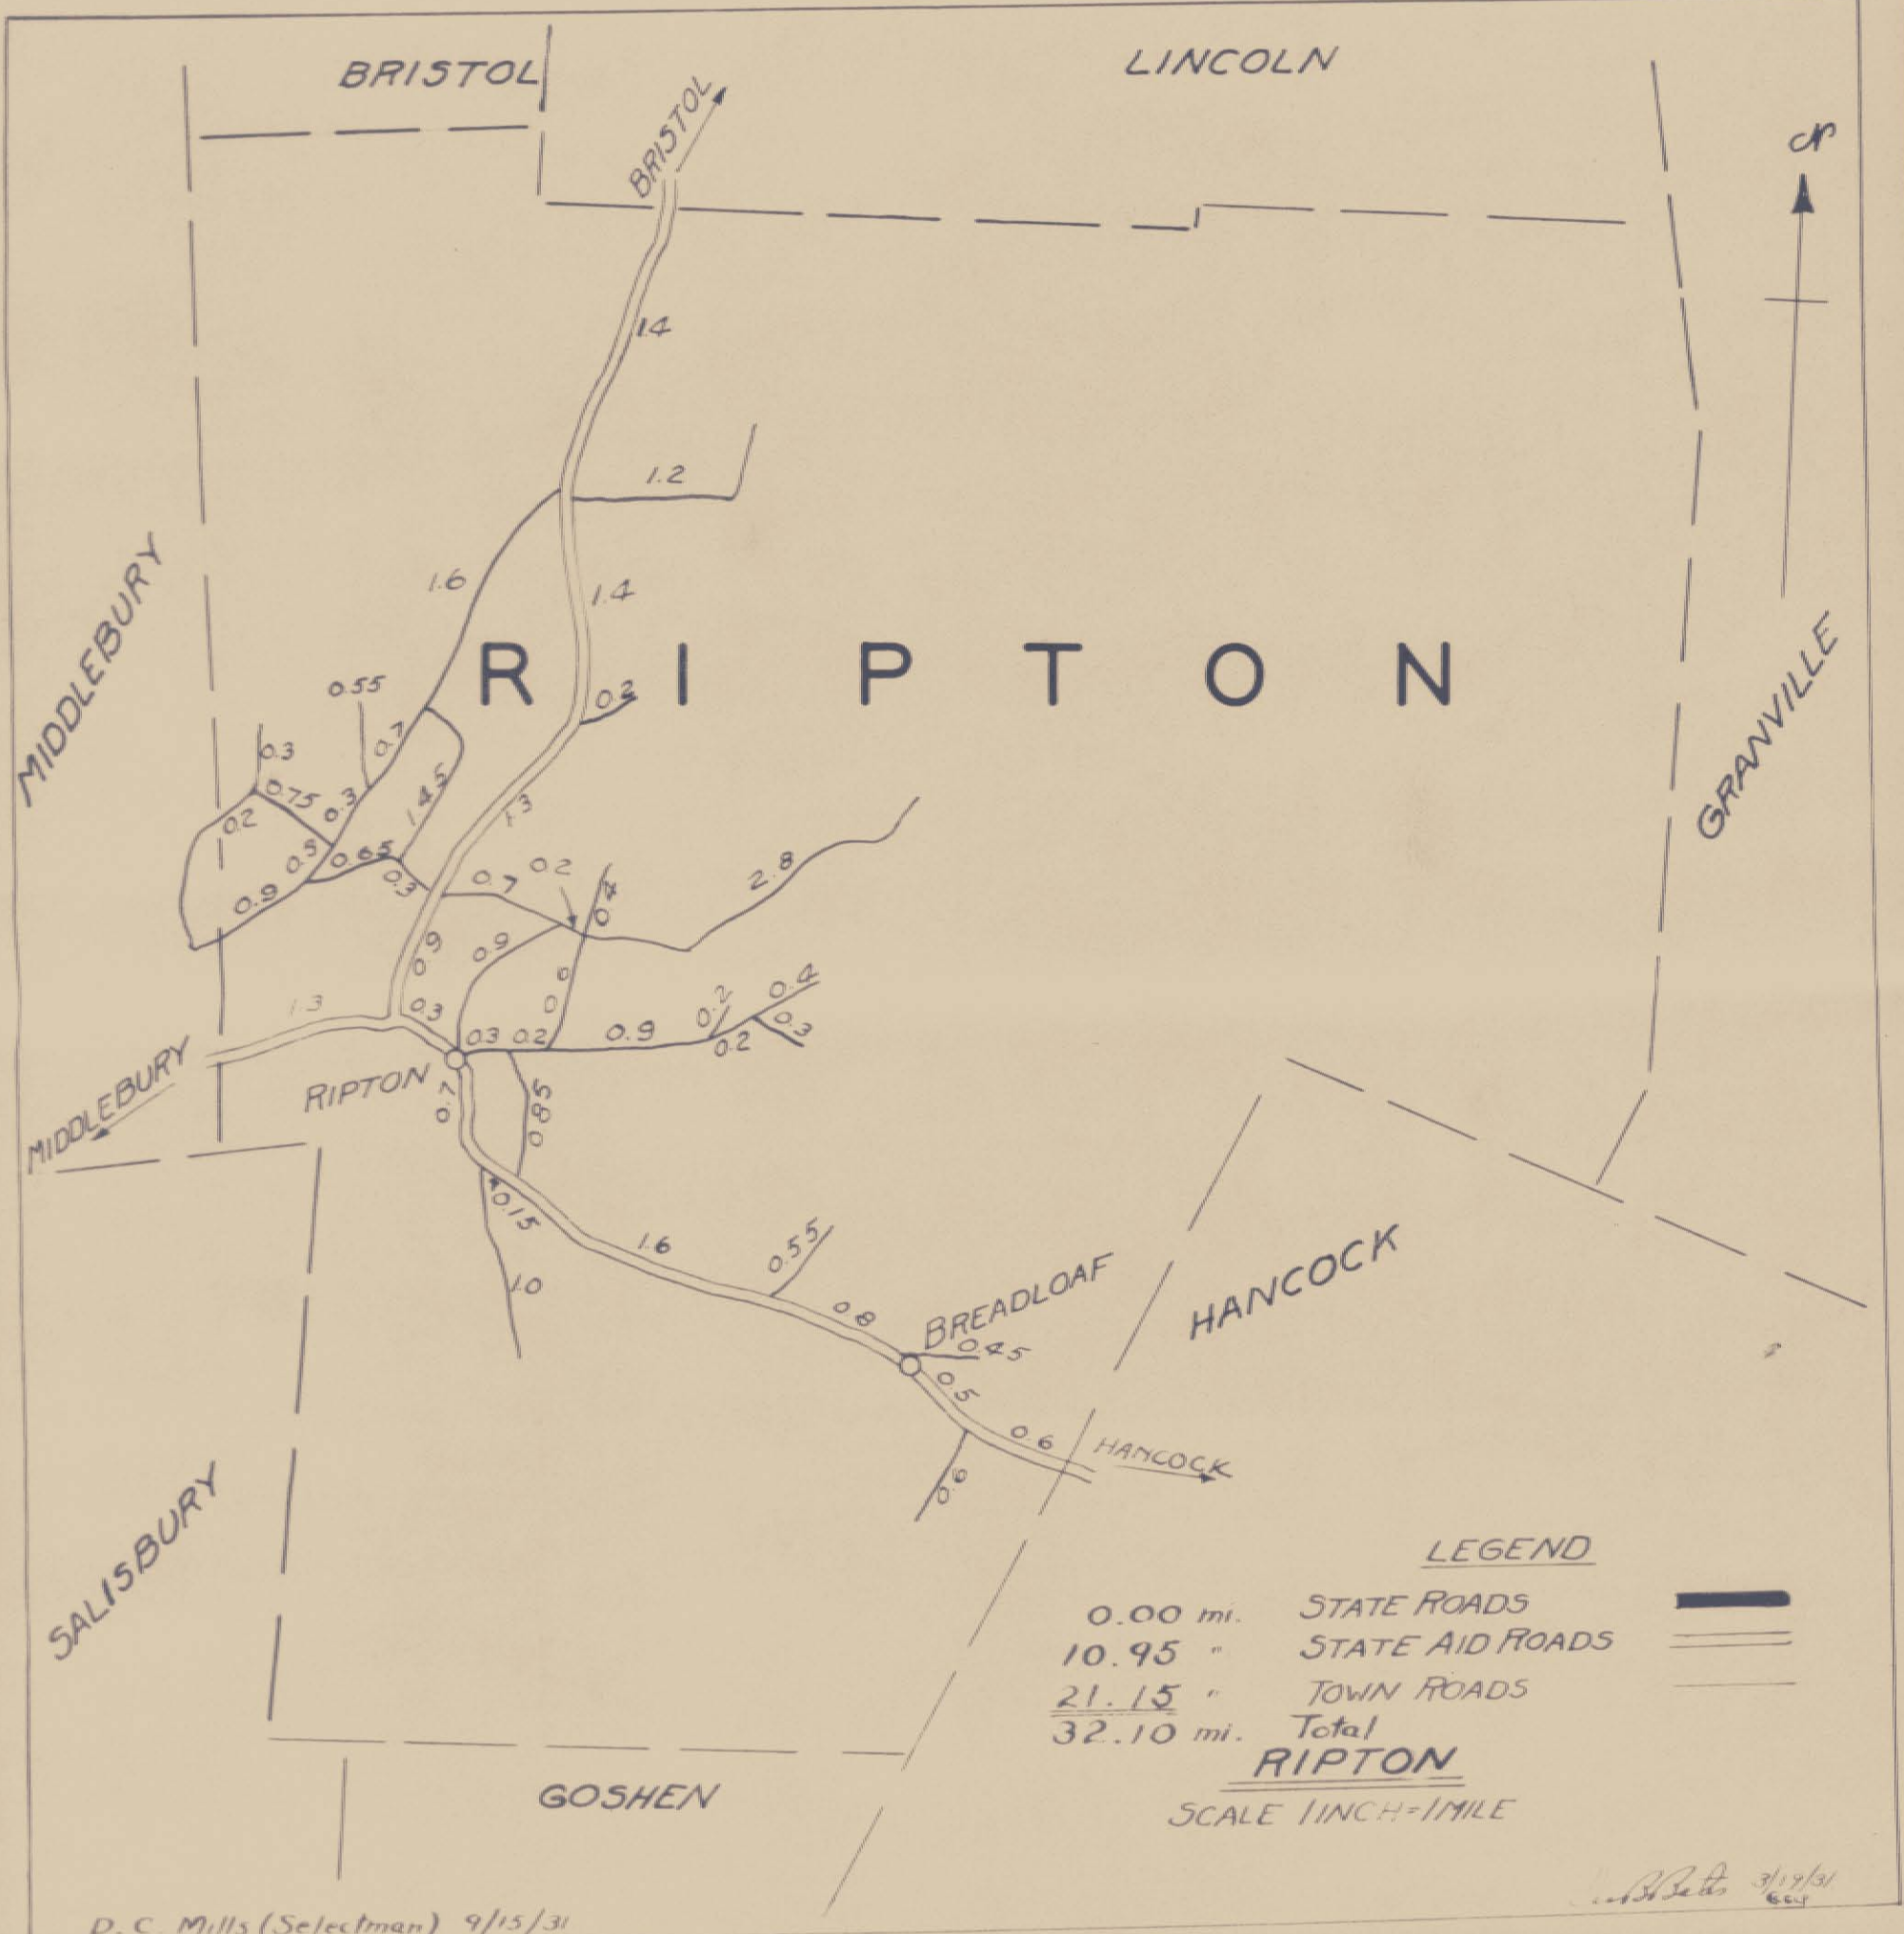 BRISTOL
LINCOLN
BRISTOL
1.4
1.2
1.6
1.4
MIDDLEBURY
R I P T O N
GRANVILLE
0.55
0.2
0.7
0.3
0.75
0.3
1.45
0.2
1.3
0.5
0.65
0.3
0.7
0.2
0.4
2.8
0.9
0.9
0.9
0.3
1.3
0.3
0.2
0.9
0.2
0.4
0.3
0.2
MIDDLEBURY
RIPTON
0.7
0.85
0.15
1.0
1.6
0.55
0.8
BREADLOAF
0.45
HANCOCK
0.5
0.6
HANCOCK
0.6
SALISBURY
GOSHEN
LEGEND
0.00 mi. STATE ROADS
10.95 " STATE AID ROADS
21.15 " TOWN ROADS
32.10 mi. Total
RIPTON
SCALE 1 INCH = 1 MILE
3/19/31
D. C. Mills (Selectman) 9/15/31